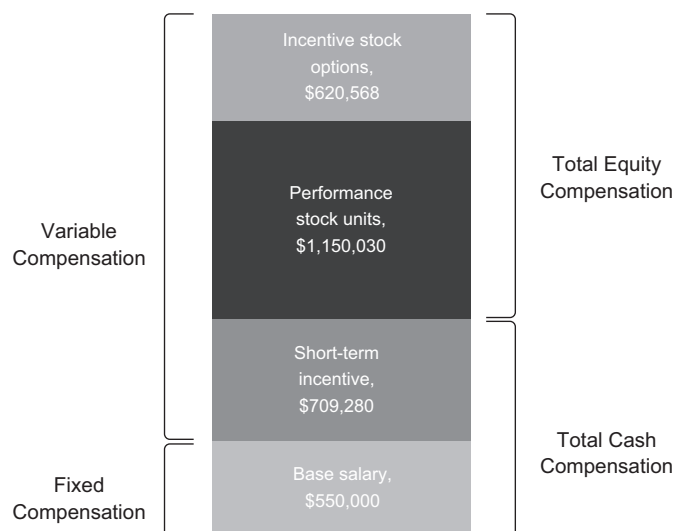 Incentive stock
options,
$620,568
Performance
stock units,
$1,150,030
Total Equity
Compensation
Variable
Compensation
Short-term
incentive,
$709,280
Total Cash
Compensation
Base salary,
$550,000
Fixed
Compensation